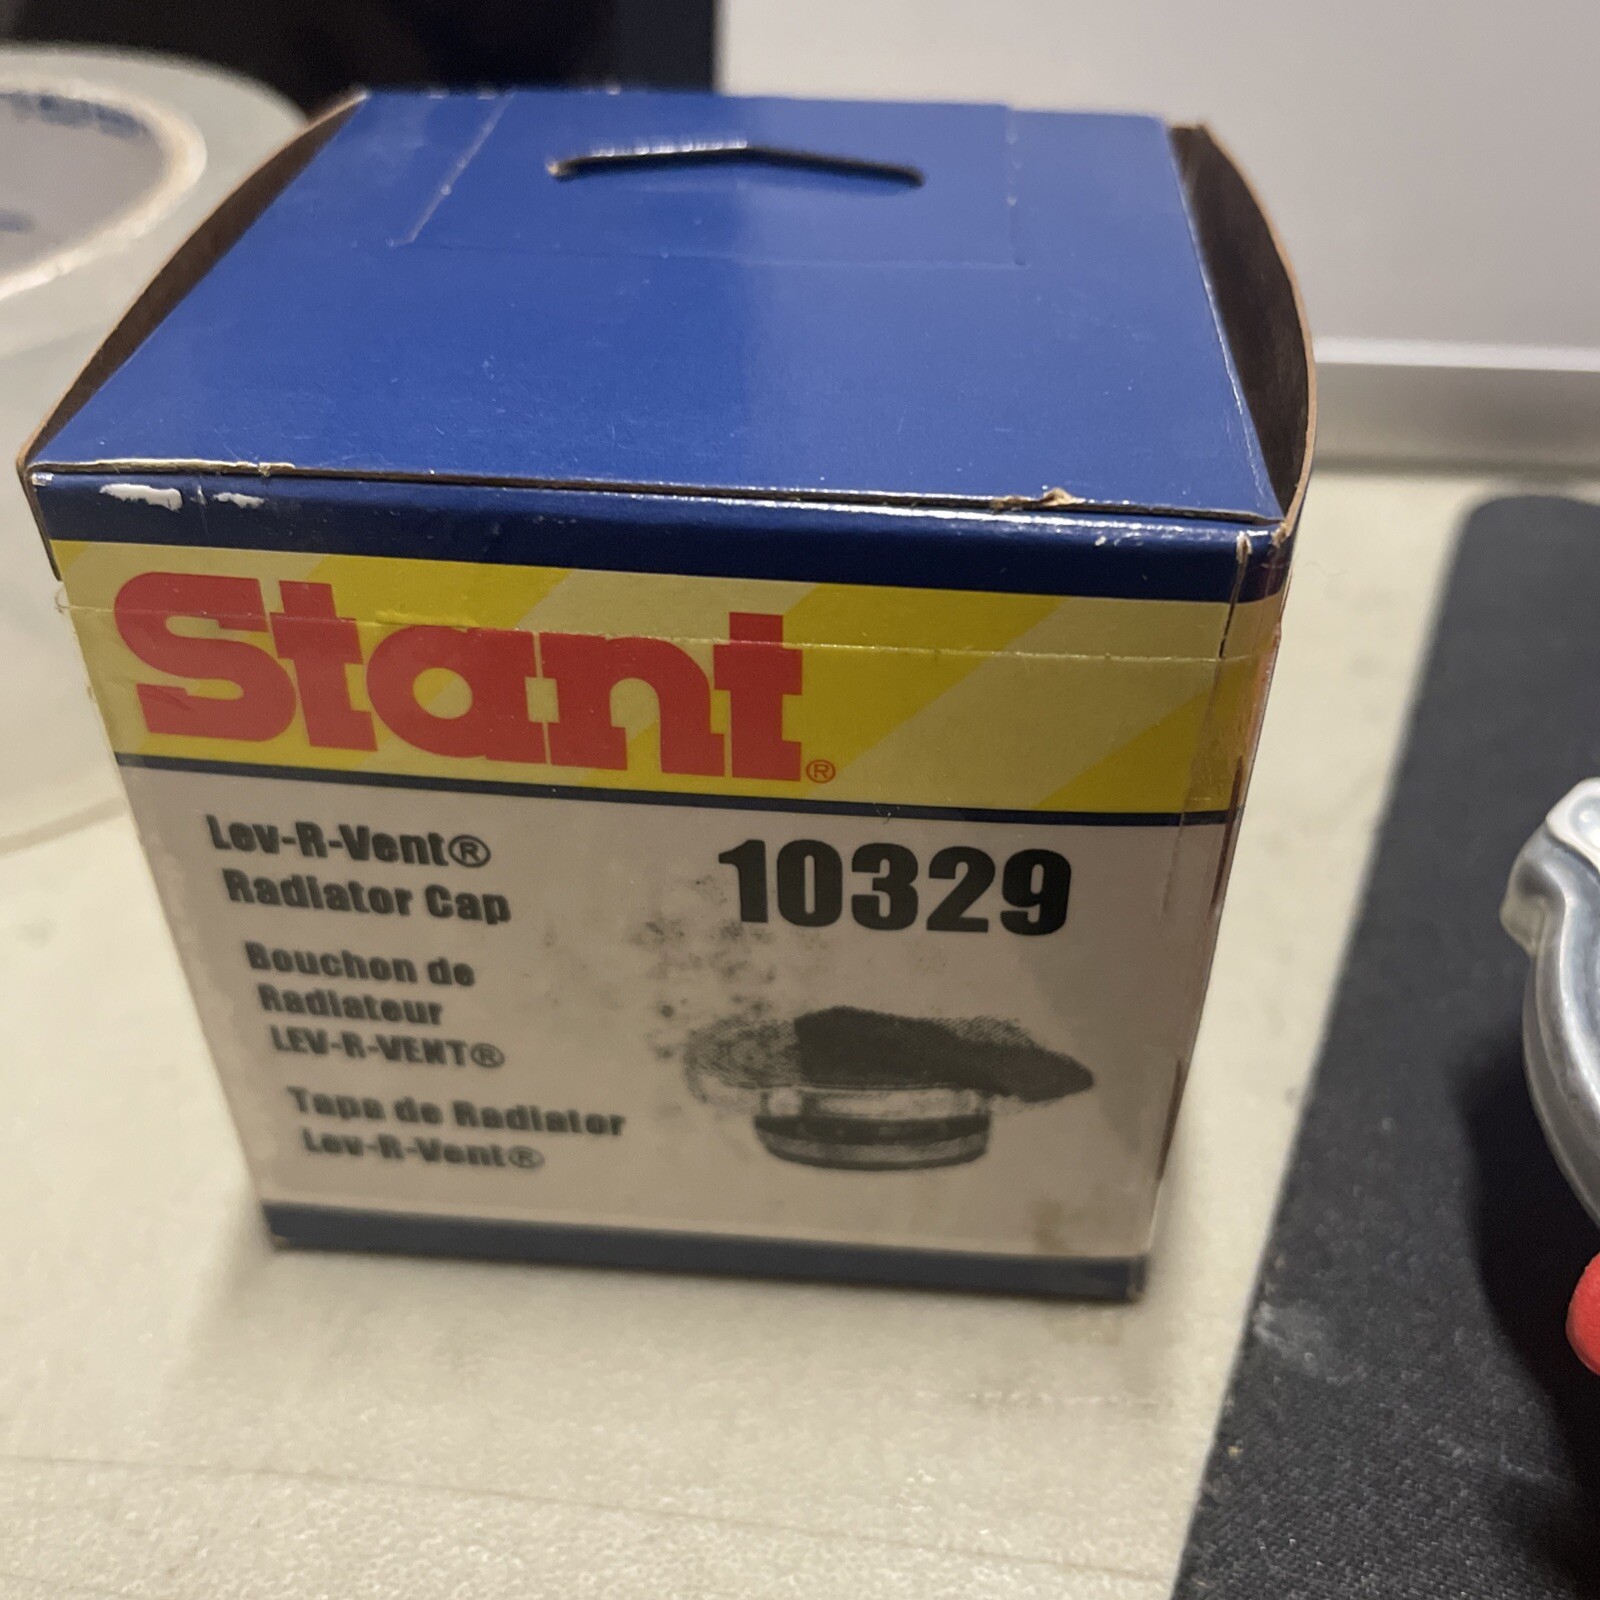 Stant®
Lev-R-Vent®
Radiator Cap
10329
Bouchon de
Radiateur
LEV-R-VENT®
Tapa de Radiator
Lev-R-Vent®